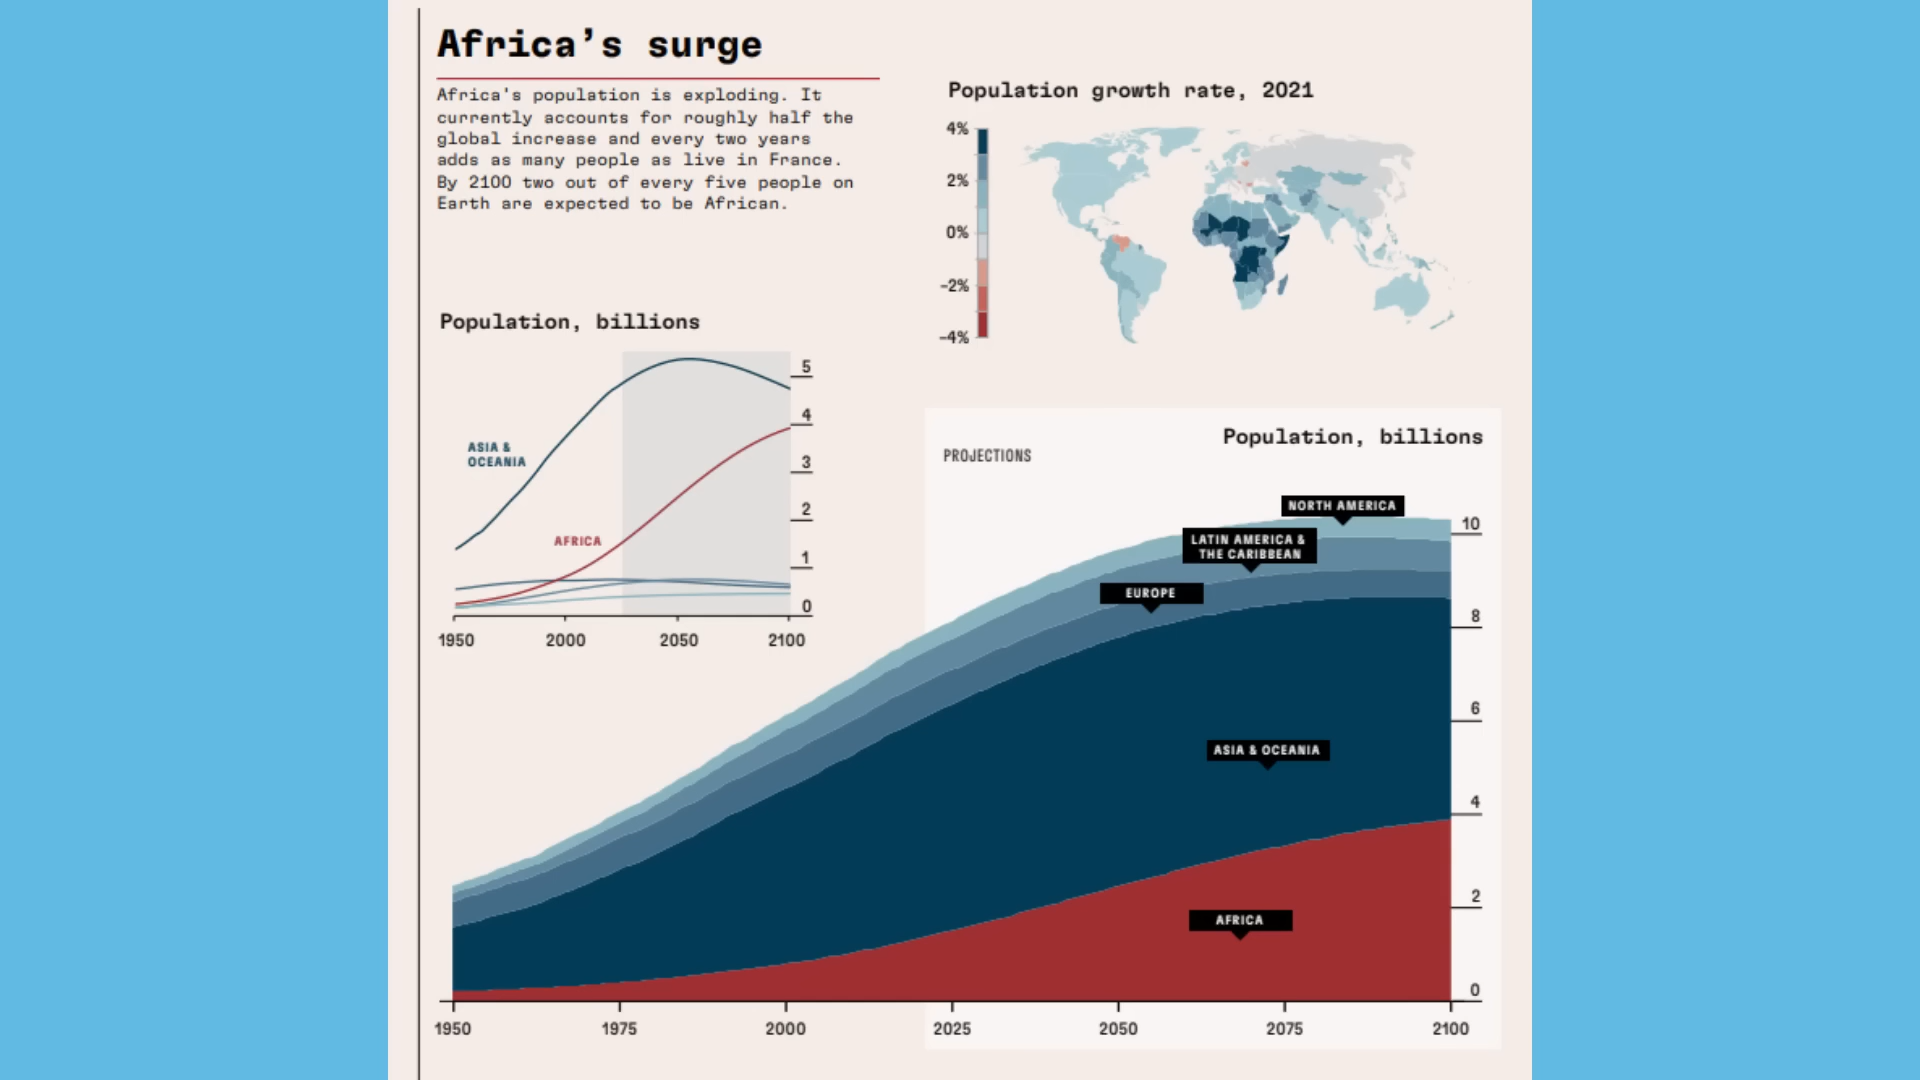 Africa’s surge
Africa's population is exploding. It
currently accounts for roughly half the
global increase and every two years
adds as many people as live in France.
By 2100 two out of every five people on
Earth are expected to be African.
Population growth rate, 2021
4%
2%
0%
–2%
–4%
Population, billions
5
4
3
2
1
0
ASIA &
OCEANIA
AFRICA
1950 2000 2050 2100
PROJECTIONS
Population, billions
NORTH AMERICA
LATIN AMERICA &
THE CARIBBEAN
EUROPE
ASIA & OCEANIA
AFRICA
10
8
6
4
2
0
1950 1975 2000 2025 2050 2075 2100